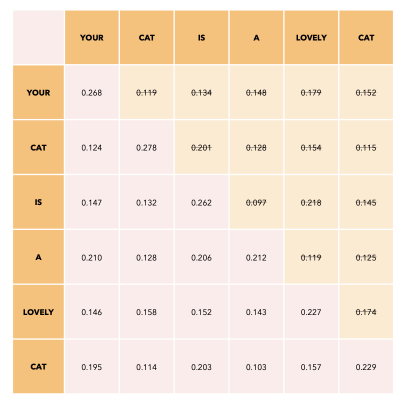 YOUR CAT IS A LOVELY CAT
YOUR 0.268 0.119 0.134 0.148 0.179 0.152
CAT 0.124 0.278 0.201 0.128 0.154 0.115
IS 0.147 0.132 0.262 0.097 0.218 0.145
A 0.210 0.128 0.206 0.212 0.119 0.125
LOVELY 0.146 0.158 0.152 0.143 0.227 0.174
CAT 0.195 0.114 0.203 0.103 0.157 0.229